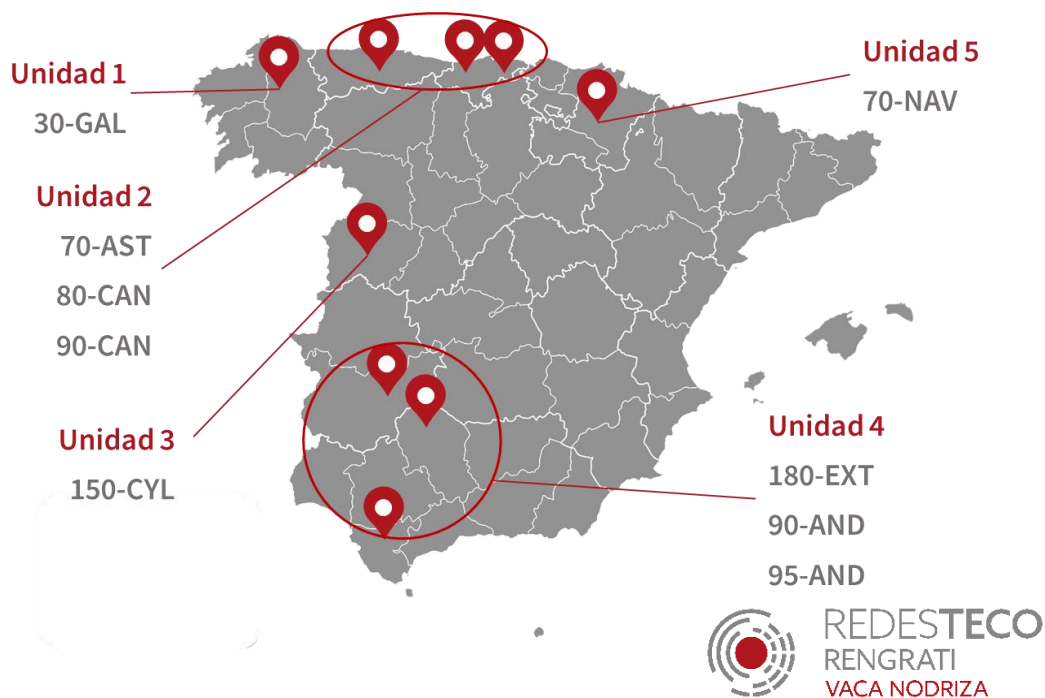 Unidad 1
30-GAL
Unidad 2
70-AST
80-CAN
90-CAN
Unidad 3
150-CYL
Unidad 5
70-NAV
Unidad 4
180-EXT
90-AND
95-AND
REDESTECO
RENGRATI
VACA NODRIZA